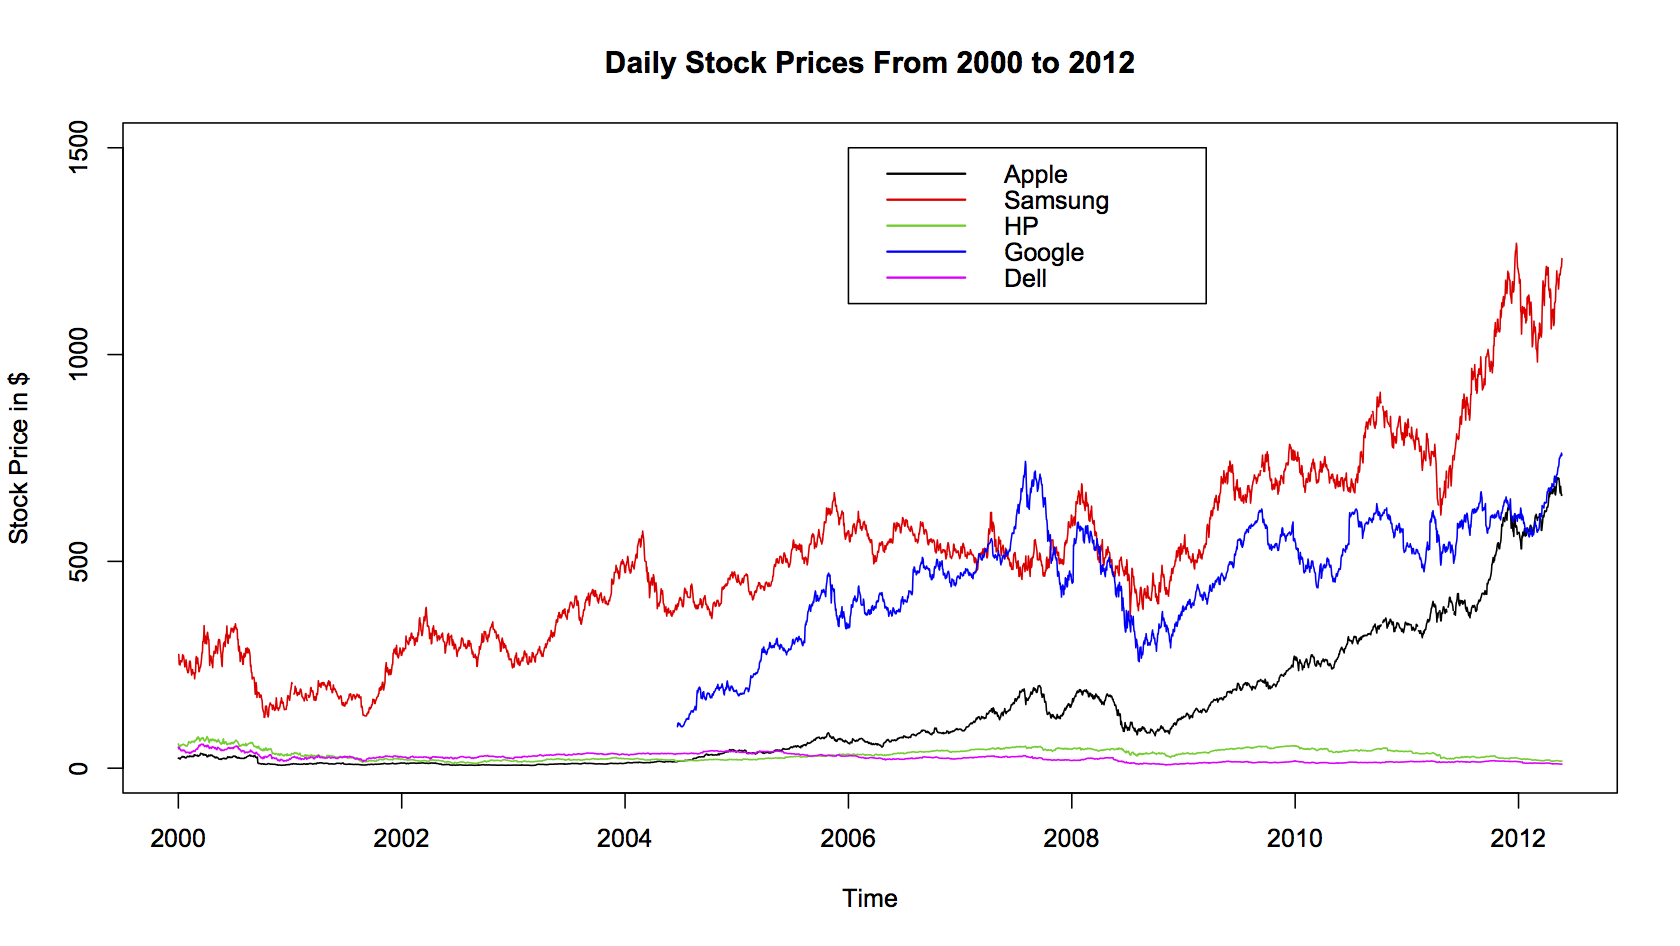 Daily Stock Prices From 2000 to 2012
Stock Price in $
1500
1000
500
0
Apple
Samsung
HP
Google
Dell
2000 2002 2004 2006 2008 2010 2012
Time